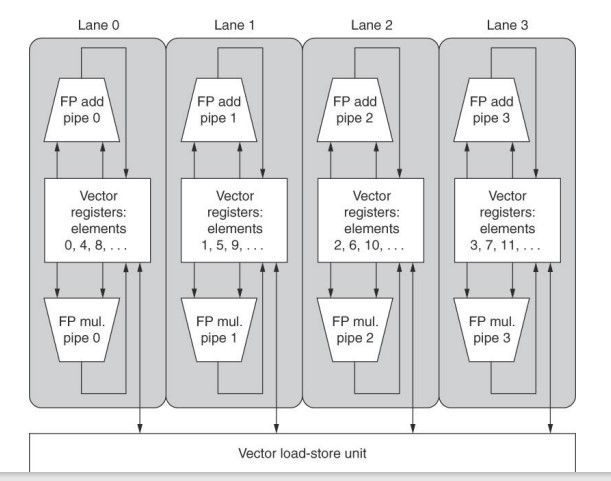 Lane 0
Lane 1
Lane 2
Lane 3
FP add
pipe 0
FP add
pipe 1
FP add
pipe 2
FP add
pipe 3
Vector
registers:
elements
0, 4, 8, . . .
Vector
registers:
elements
1, 5, 9, . . .
Vector
registers:
elements
2, 6, 10, . . .
Vector
registers:
elements
3, 7, 11, . . .
FP mul.
pipe 0
FP mul.
pipe 1
FP mul.
pipe 2
FP mul.
pipe 3
Vector load-store unit